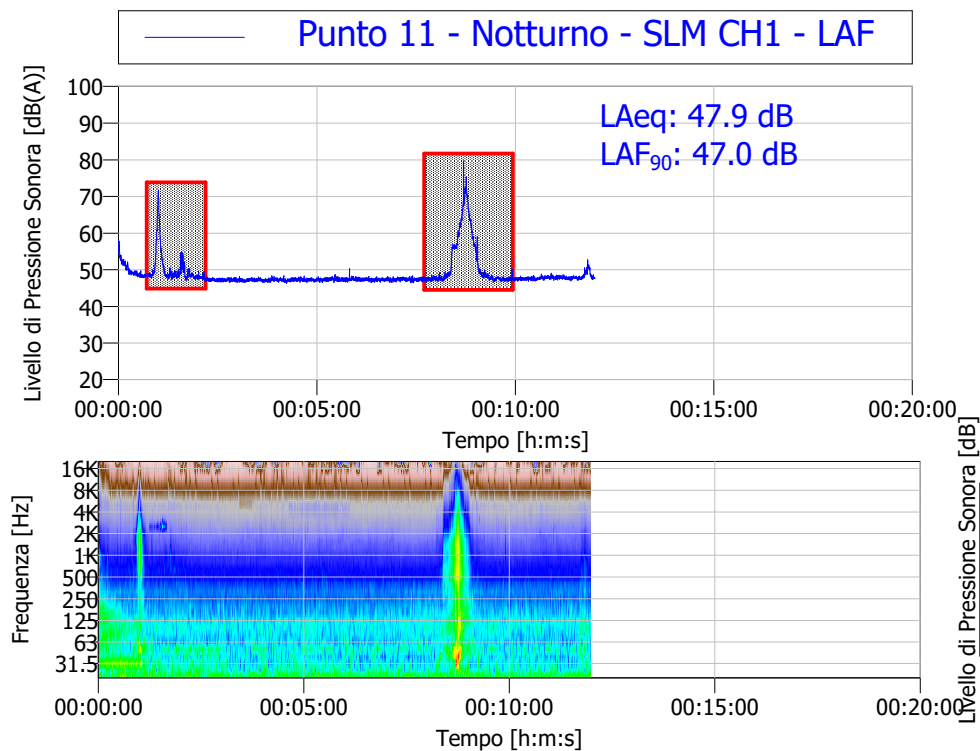 Punto 11 - Notturno - SLM CH1 - LAF
Livello di Pressione Sonora [dB(A)]
100
90
80
70
60
50
40
30
20
LAeq: 47.9 dB
LAF90: 47.0 dB
00:00:00 00:05:00 00:10:00 00:15:00 00:20:00
Tempo [h:m:s]
Frequenza [Hz]
16K
8K
4K
2K
1K
500
250
125
63
31.5
00:00:00 00:05:00 00:10:00 00:15:00 00:20:00
Tempo [h:m:s]
Livello di Pressione Sonora [dB]